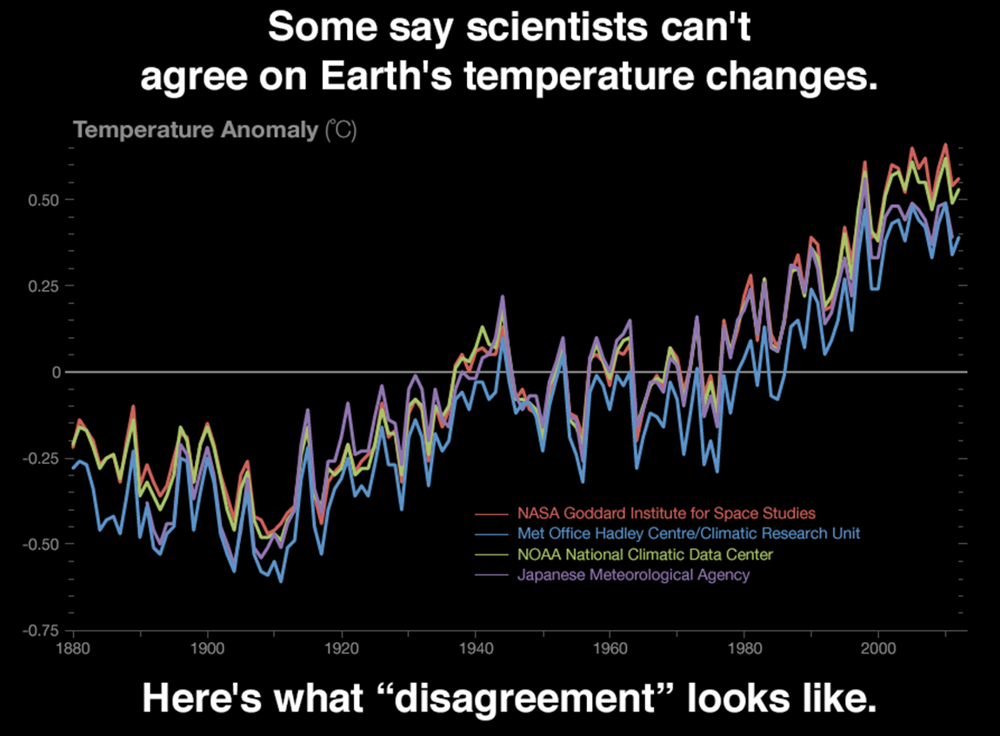 Some say scientists can't
agree on Earth's temperature changes.
Temperature Anomaly (°C)
0.50
0.25
0
-0.25
-0.50
-0.75
NASA Goddard Institute for Space Studies
Met Office Hadley Centre/Climatic Research Unit
NOAA National Climatic Data Center
Japanese Meteorological Agency
1880 1900 1920 1940 1960 1980 2000
Here's what “disagreement” looks like.